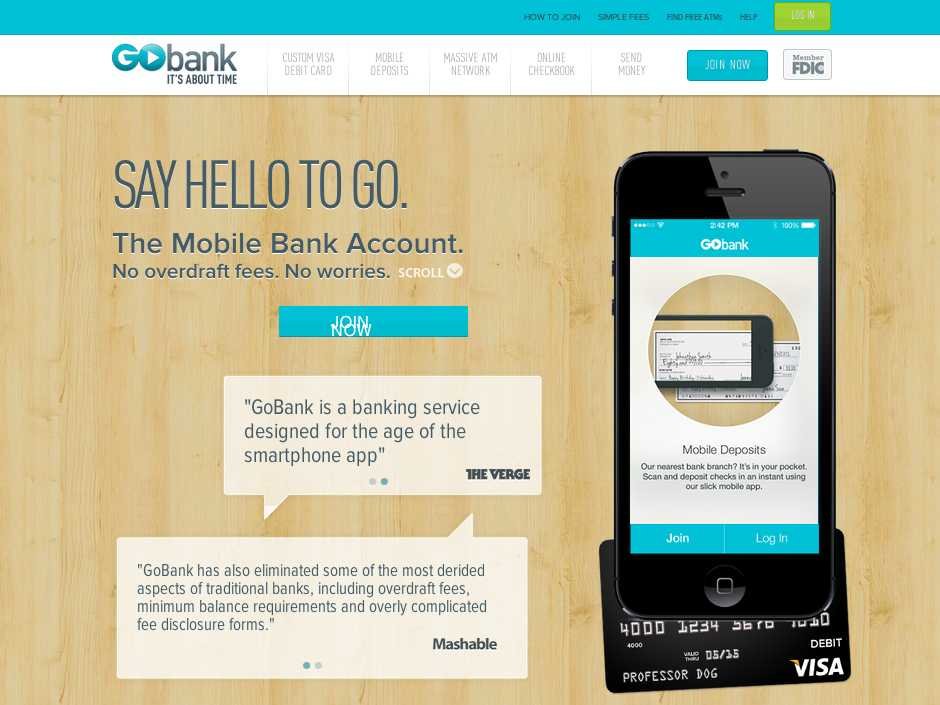 HOW TO JOIN SIMPLE FEES FIND FREE ATMs HELP LOG IN
GObank
IT'S ABOUT TIME
CUSTOM VISA
DEBIT CARD
MOBILE
DEPOSITS
MASSIVE ATM
NETWORK
ONLINE
CHECKBOOK
SEND
MONEY
JOIN NOW
Member
FDIC
SAY HELLO TO GO.
The Mobile Bank Account.
No overdraft fees. No worries. SCROLL
JOIN
NOW
"GoBank is a banking service
designed for the age of the
smartphone app"
THE VERGE
"GoBank has also eliminated some of the most derided
aspects of traditional banks, including overdraft fees,
minimum balance requirements and overly complicated
fee disclosure forms."
Mashable
2:42 PM 100%
GObank
Johnathan Smith
Mobile Deposits
Our nearest bank branch? It's in your pocket.
Scan and deposit checks in an instant using
our slick mobile app.
Join Log In
4000 1234 5678 9010
4000
VALID
THRU 05/15
DEBIT
VISA
PROFESSOR DOG